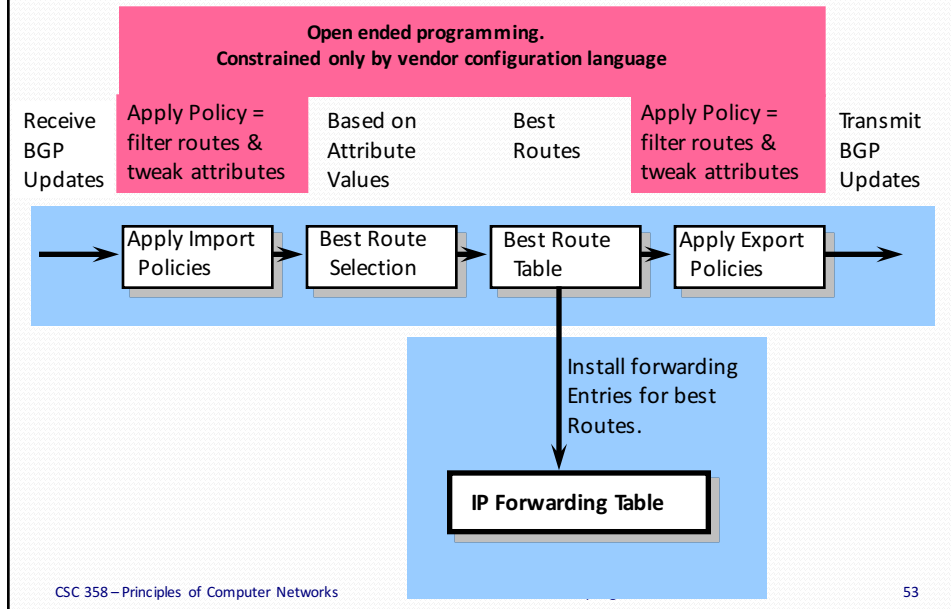 Open ended programming.
Constrained only by vendor configuration language
Receive
BGP
Updates
Apply Policy =
filter routes &
tweak attributes
Based on
Attribute
Values
Best
Routes
Apply Policy =
filter routes &
tweak attributes
Transmit
BGP
Updates
Apply Import
Policies
Best Route
Selection
Best Route
Table
Apply Export
Policies
Install forwarding
Entries for best
Routes.
IP Forwarding Table
CSC 358 – Principles of Computer Networks
53